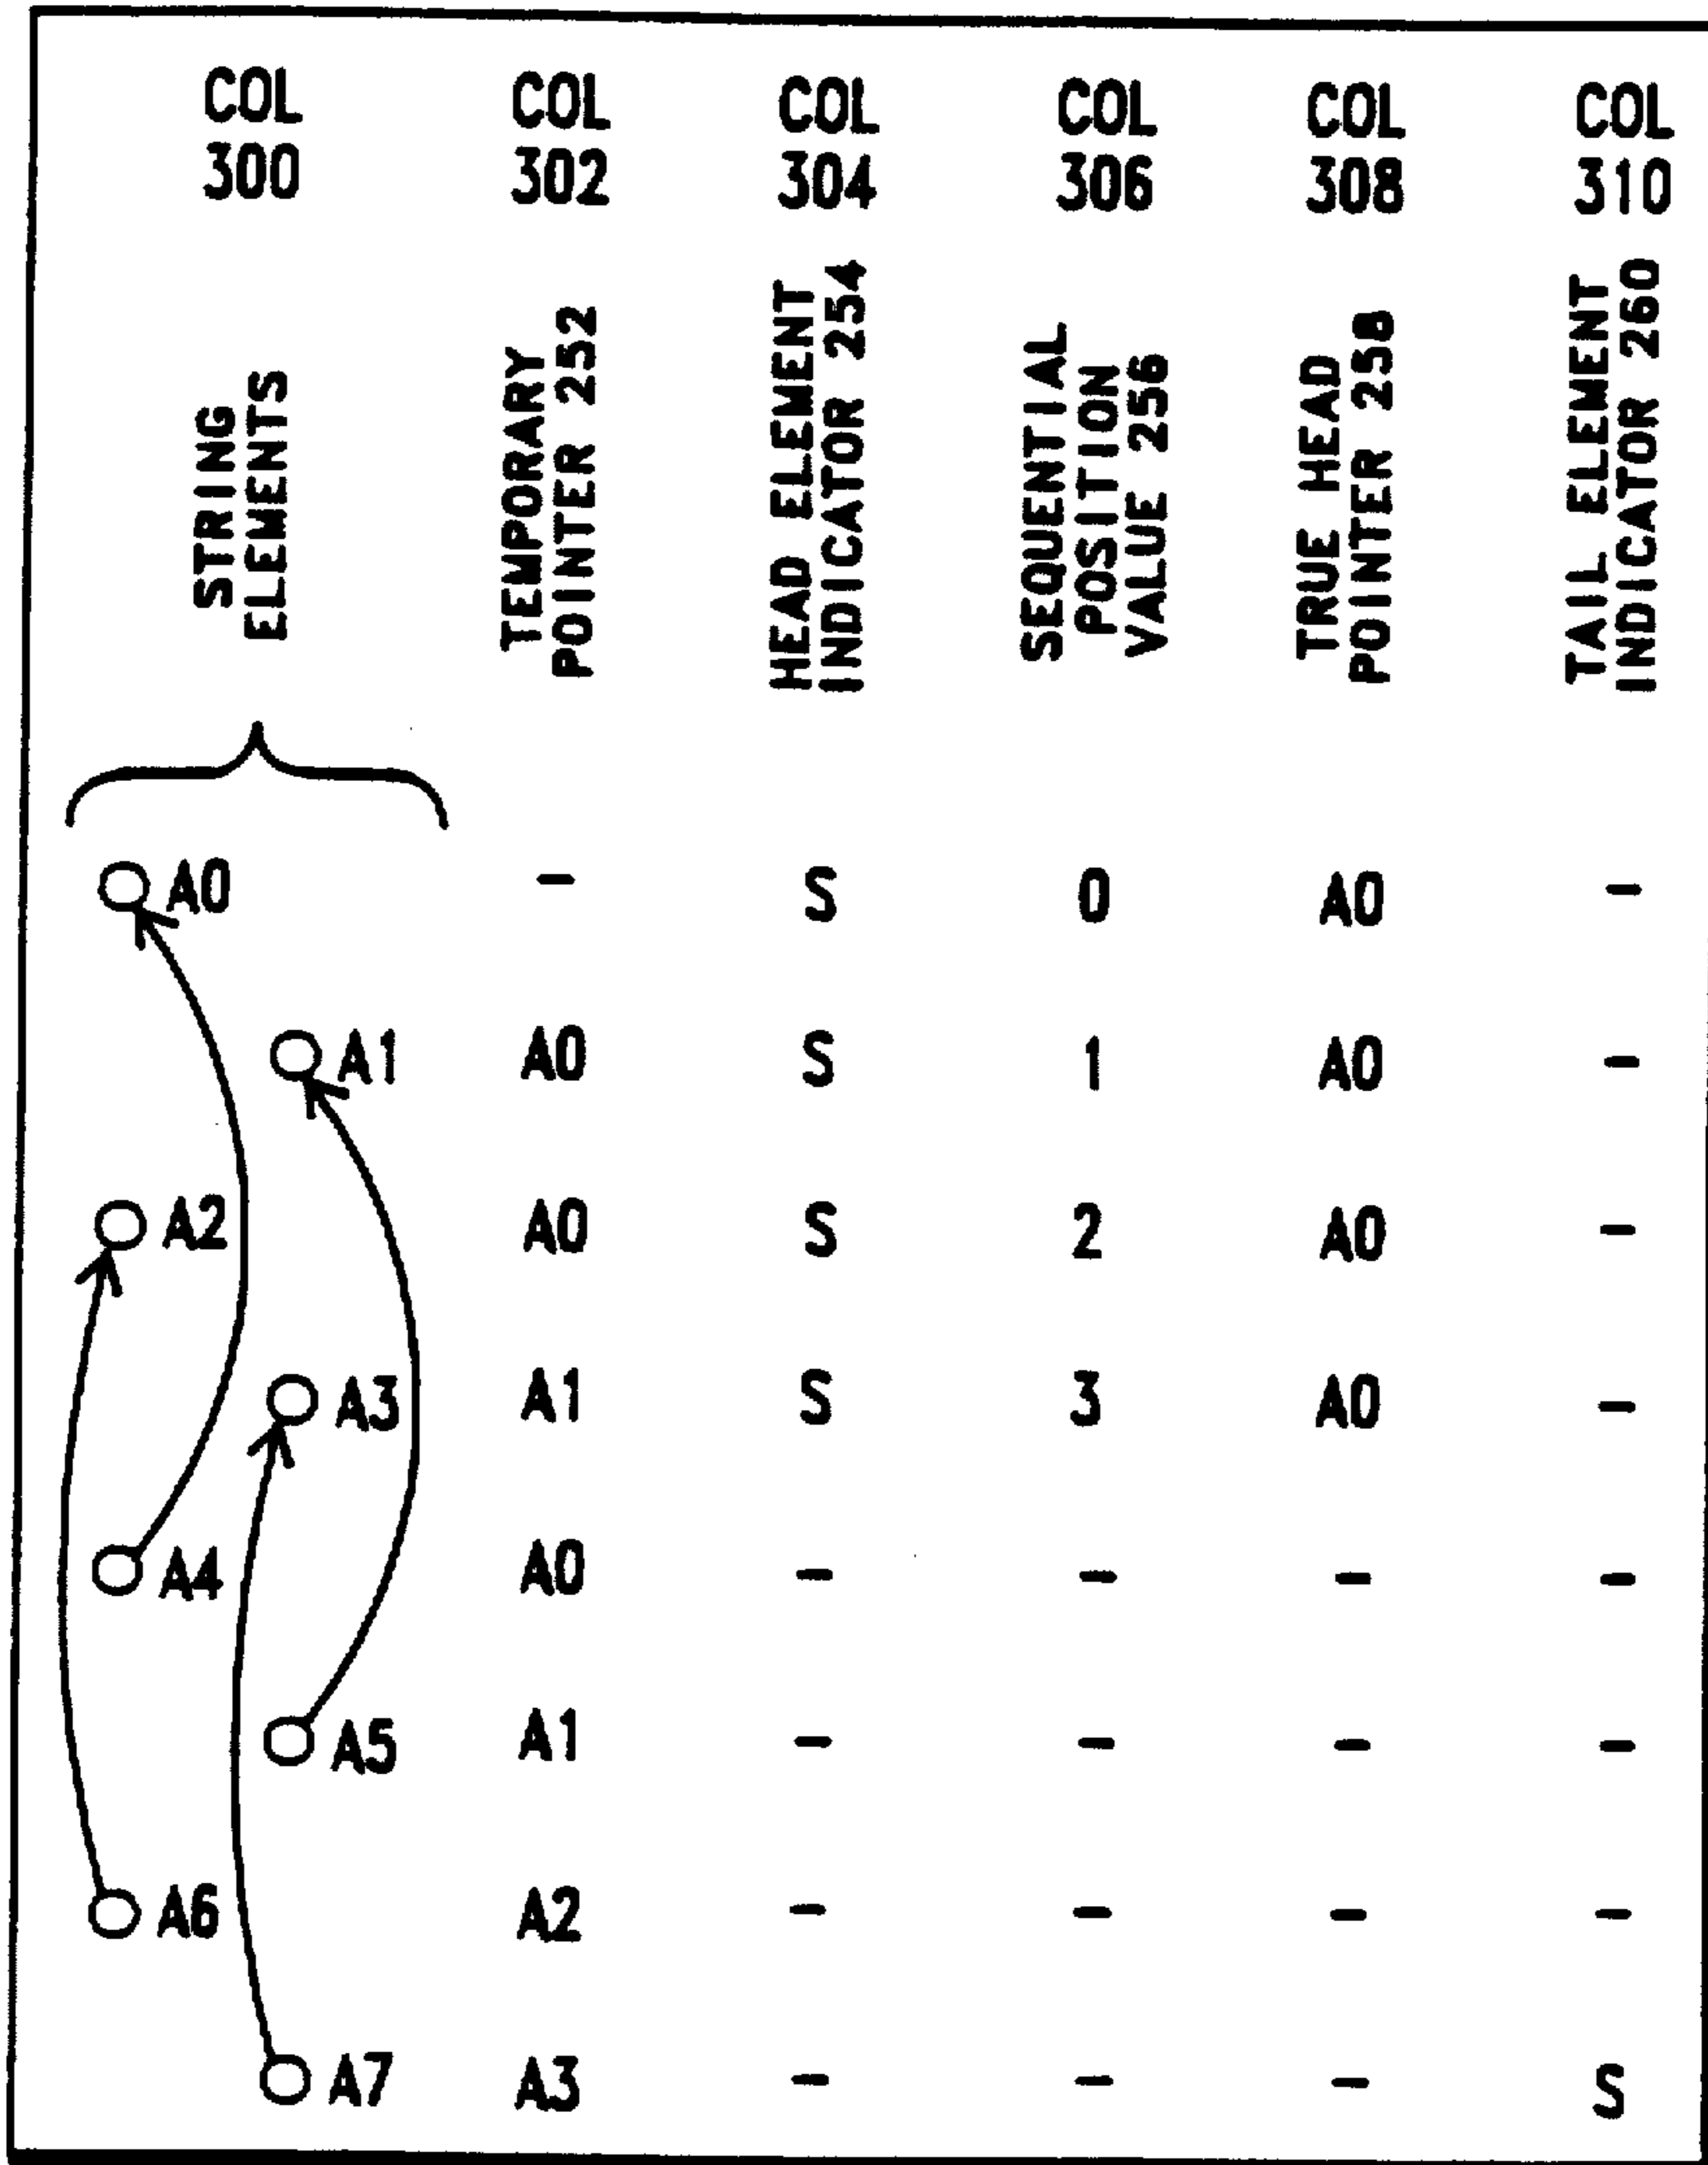 COL COL COL COL COL COL
300 302 304 306 308 310
STRING
ELEMENTS
TEMPORARY
POINTER 252
HEAD ELEMENT
INDICATOR 254
SEQUENTIAL
POSITION
VALUE 256
TRUE HEAD
POINTER 258
TAIL ELEMENT
INDICATOR 260
A0 - S 0 A0 -
A1 A0 S 1 A0 -
A2 A0 S 2 A0 -
A3 A1 S 3 A0 -
A4 A0 - - - -
A5 A1 - - - -
A6 A2 - - - -
A7 A3 - - - S